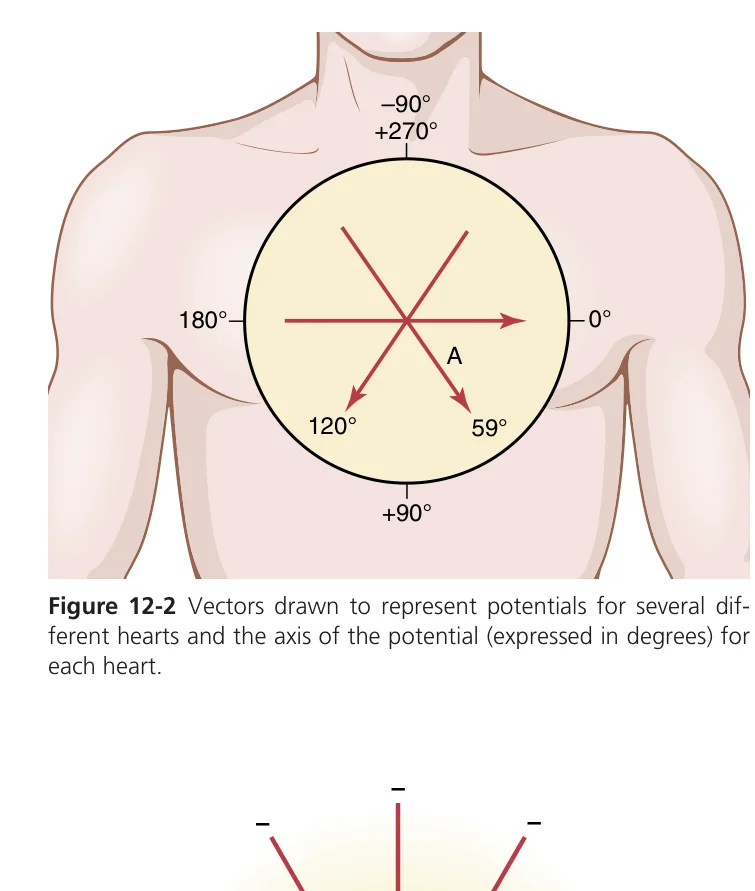 –90°
+270°
180°
0°
A
120°
59°
+90°
Figure 12-2 Vectors drawn to represent potentials for several dif-
ferent hearts and the axis of the potential (expressed in degrees) for
each heart.
–
– –